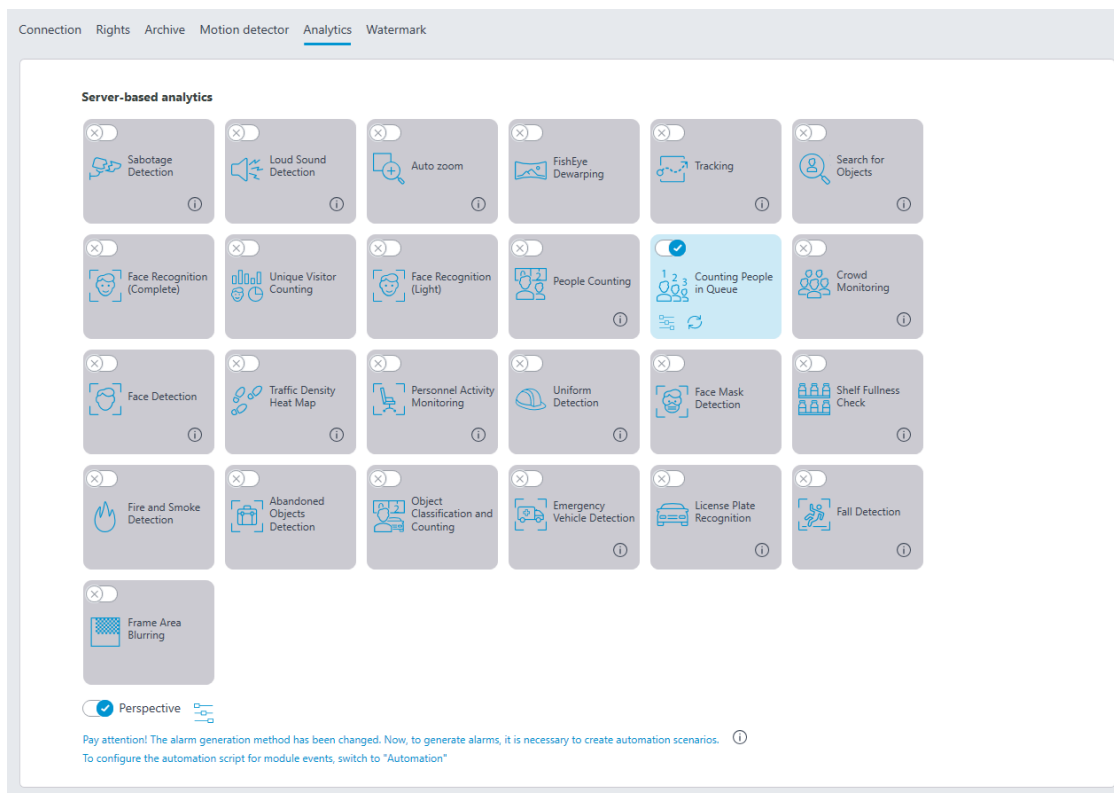 Connection Rights Archive Motion detector Analytics Watermark
Server-based analytics
Sabotage
Detection
Loud Sound
Detection
Auto zoom
FishEye
Dewarping
Tracking
Search for
Objects
Face Recognition
(Complete)
Unique Visitor
Counting
Face Recognition
(Light)
2
People Counting
1 2 3
Counting People
in Queue
Crowd
Monitoring
Face Detection
Traffic Density
Heat Map
Personnel Activity
Monitoring
Uniform
Detection
Face Mask
Detection
Shelf Fullness
Check
Fire and Smoke
Detection
Abandoned
Objects
Detection
2
Object
Classification and
Counting
Emergency
Vehicle Detection
License Plate
Recognition
Fall Detection
Frame Area
Blurring
Perspective
Pay attention! The alarm generation method has been changed. Now, to generate alarms, it is necessary to create automation scenarios.
To configure the automation script for module events, switch to "Automation"